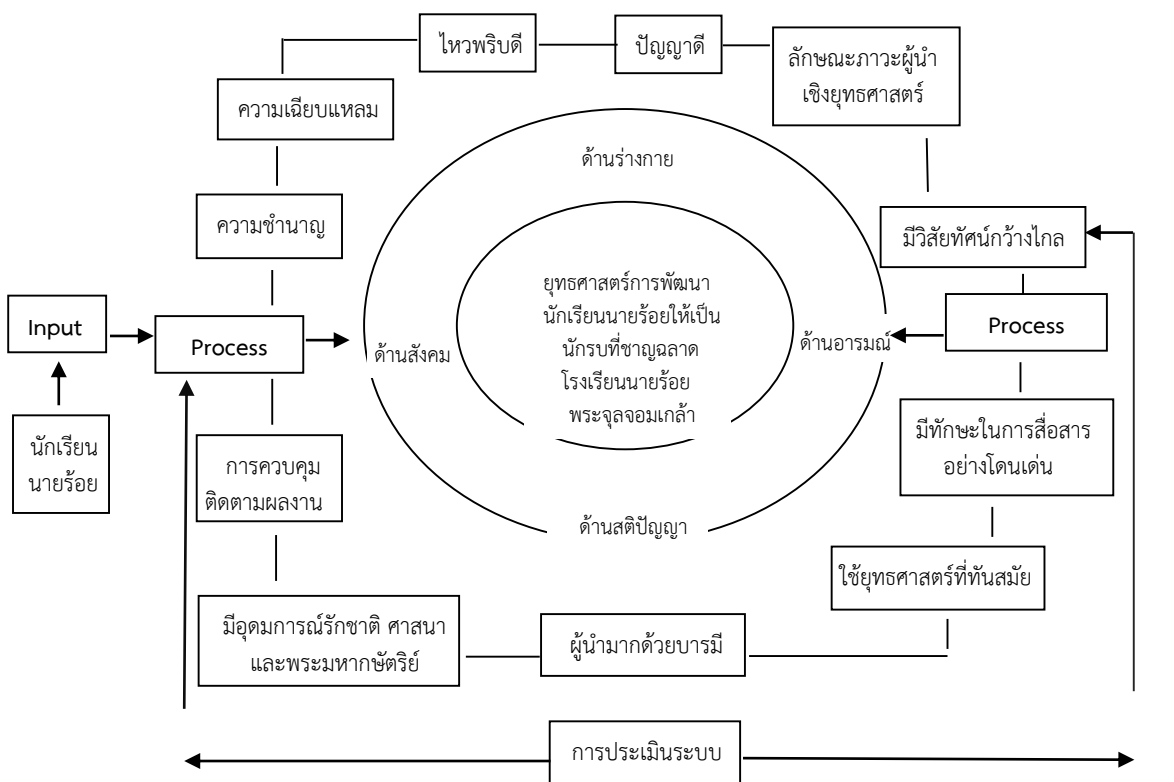 ไหวพริบดี
ปัญญาดี
ลักษณะภาวะผู้นำ
เชิงยุทธศาสตร์
ความเฉียบแหลม
ด้านร่างกาย
ความชำนาญ
มีวิสัยทัศน์กว้างไกล
ยุทธศาสตร์การพัฒนา
นักเรียนนายร้อยให้เป็น
นักรบที่ชาญฉลาด
โรงเรียนนายร้อย
พระจุลจอมเกล้า
Input
Process
ด้านสังคม
ด้านอารมณ์
Process
นักเรียน
นายร้อย
การควบคุม
ติดตามผลงาน
มีทักษะในการสื่อสาร
อย่างโดนเด่น
ด้านสติปัญญา
ใช้ยุทธศาสตร์ที่ทันสมัย
มีอุดมการณ์รักชาติ ศาสนา
และพระมหากษัตริย์
ผู้นำมากด้วยบารมี
การประเมินระบบ